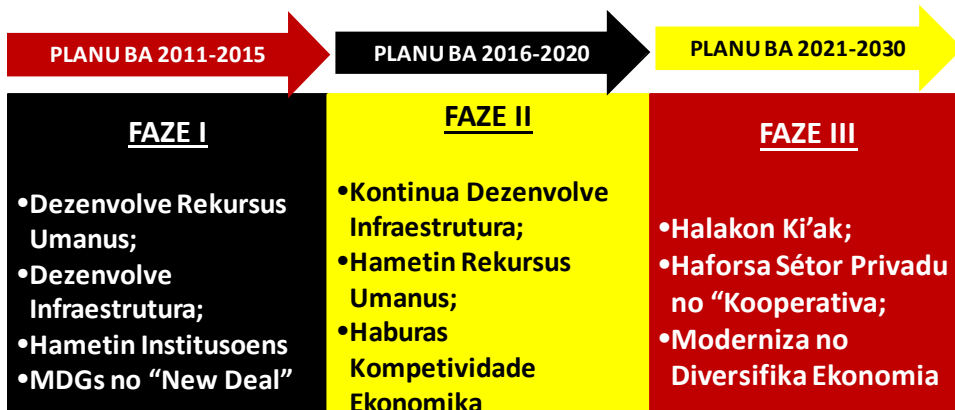 PLANU BA 2011-2015
PLANU BA 2016-2020
PLANU BA 2021-2030
FAZE I
•Dezenvolve Rekursus
Umanus;
•Dezenvolve
Infraestrutura;
•Hametin Institusoens
•MDGs no “New Deal”
FAZE II
•Kontinua Dezenvolve
Infraestrutura;
•Hametin Rekursus
Umanus;
•Haburas
Kompetividade
Ekonomika
FAZE III
•Halakon Ki’ak;
•Haforsa Sétor Privadu
no “Kooperativa;
•Moderniza no
Diversifika Ekonomia